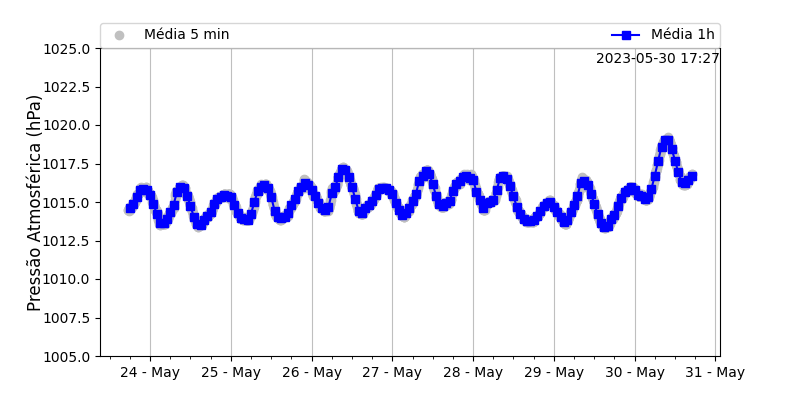 Média 5 min
Média 1h
2023-05-30 17:27
Pressão Atmosférica (hPa)
1025.0
1022.5
1020.0
1017.5
1015.0
1012.5
1010.0
1007.5
1005.0
24 - May
25 - May
26 - May
27 - May
28 - May
29 - May
30 - May
31 - May